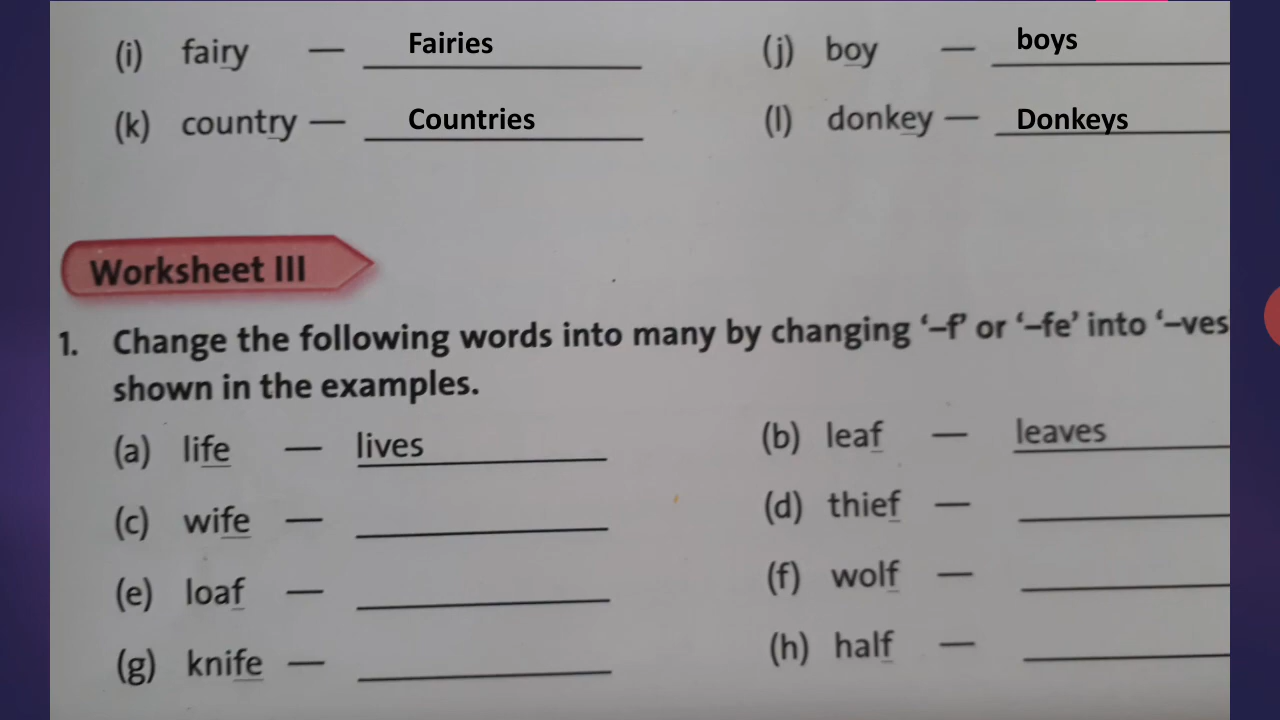 (i) fairy — Fairies (j) boy — boys
(k) country — Countries (l) donkey — Donkeys
Worksheet III
1. Change the following words into many by changing ‘–f’ or ‘–fe’ into ‘–ves
shown in the examples.
(a) life — lives (b) leaf — leaves
(c) wife — (d) thief —
(e) loaf — (f) wolf —
(g) knife — (h) half —